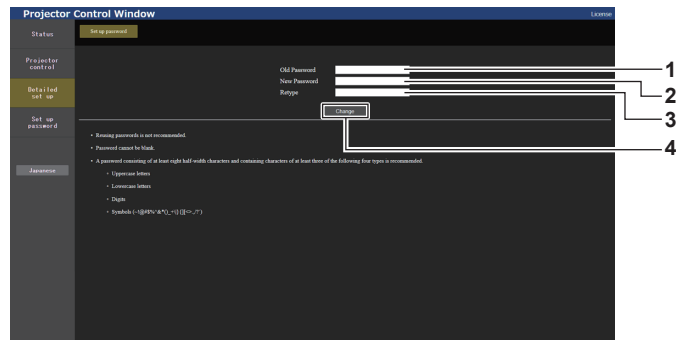 Projector Control Window
License
Status
Set up password
Projector
control
Detailed
set up
Set up
password
Japanese
Old Password
New Password
Retype
Change
1
2
3
4
• Reusing passwords is not recommended.
• Password cannot be blank.
• A password consisting of at least eight half-width characters and containing characters of at least three of the following four types is recommended.
• Uppercase letters
• Lowercase letters
• Digits
• Symbols